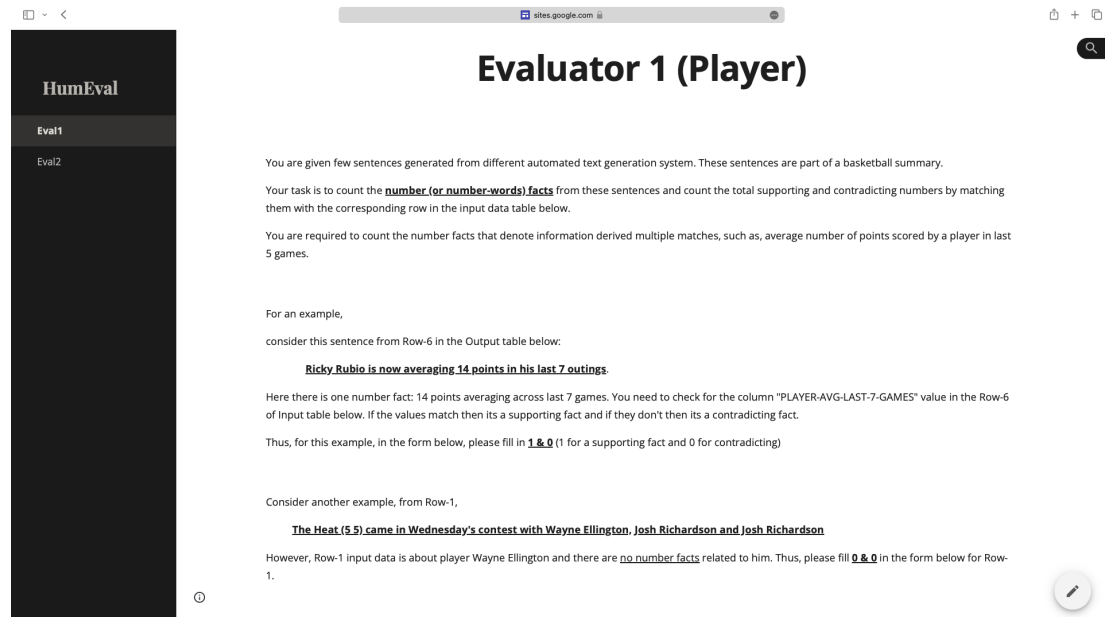 sites.google.com
HumEval
Eval1
Eval2
Evaluator 1 (Player)
You are given few sentences generated from different automated text generation system. These sentences are part of a basketball summary.
Your task is to count the number (or number-words) facts from these sentences and count the total supporting and contradicting numbers by matching
them with the corresponding row in the input data table below.
You are required to count the number facts that denote information derived multiple matches, such as, average number of points scored by a player in last
5 games.
For an example,
consider this sentence from Row-6 in the Output table below:
Ricky Rubio is now averaging 14 points in his last 7 outings.
Here there is one number fact: 14 points averaging across last 7 games. You need to check for the column "PLAYER-AVG-LAST-7-GAMES" value in the Row-6
of Input table below. If the values match then its a supporting fact and if they don't then its a contradicting fact.
Thus, for this example, in the form below, please fill in 1 & 0 (1 for a supporting fact and 0 for contradicting)
Consider another example, from Row-1,
The Heat (5 5) came in Wednesday's contest with Wayne Ellington, Josh Richardson and Josh Richardson
However, Row-1 input data is about player Wayne Ellington and there are no number facts related to him. Thus, please fill 0 & 0 in the form below for Row-
1.